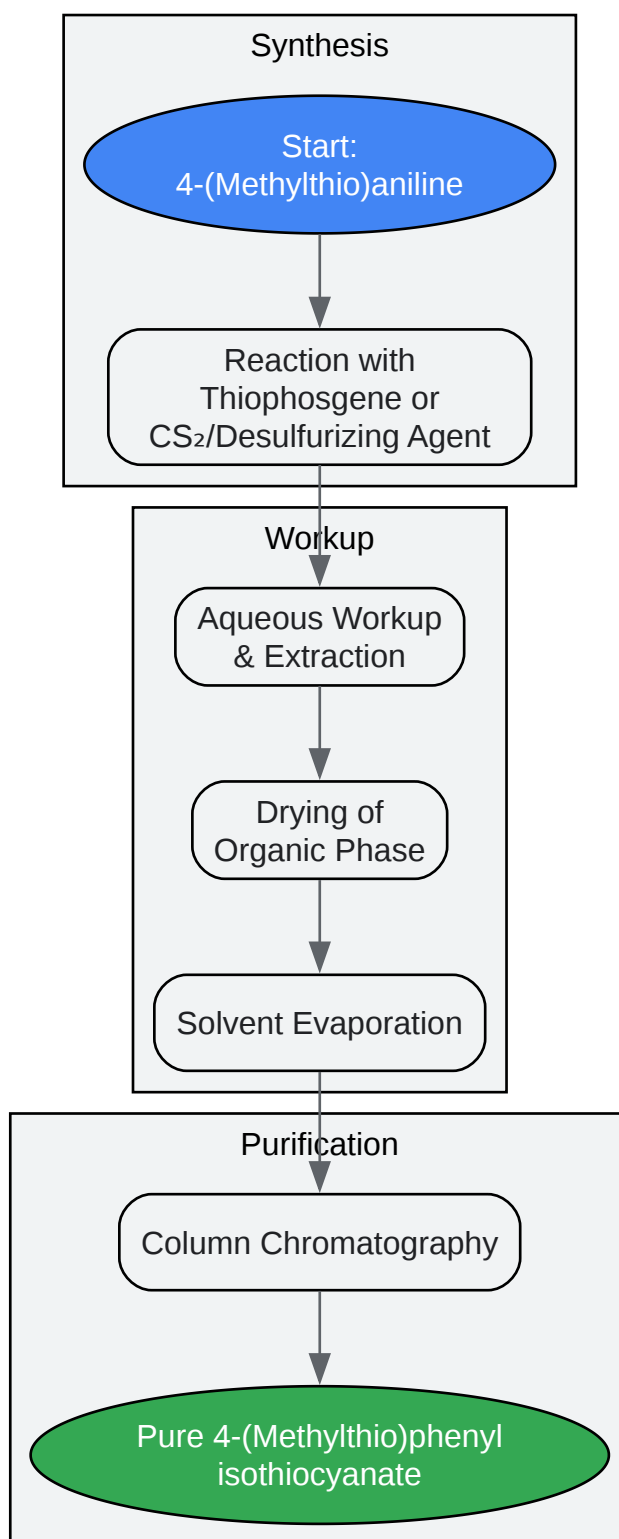 Synthesis
Start:
4-(Methylthio)aniline
Reaction with
Thiophosgene or
CS₂/Desulfurizing Agent
Workup
Aqueous Workup
& Extraction
Drying of
Organic Phase
Solvent Evaporation
Purification
Column Chromatography
Pure 4-(Methylthio)phenyl
isothiocyanate